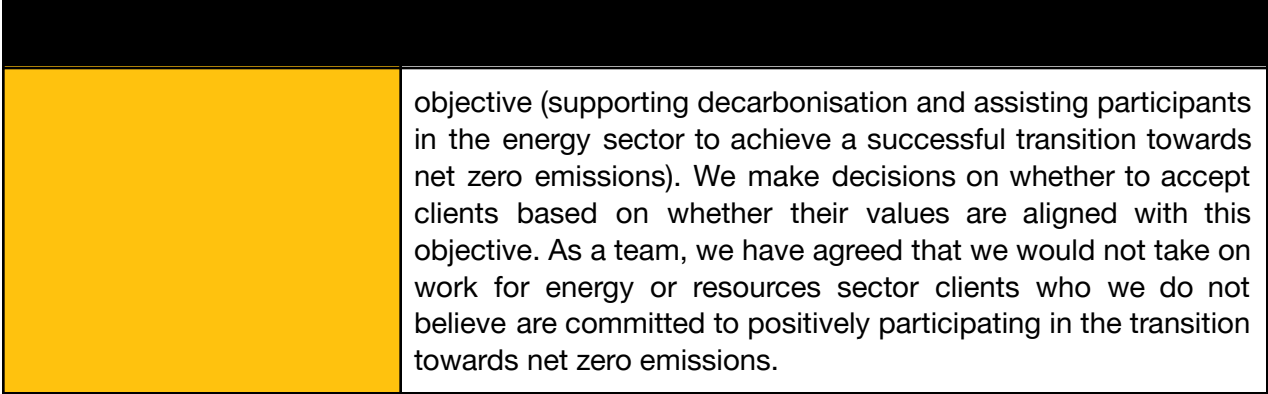 objective (supporting decarbonisation and assisting participants
in the energy sector to achieve a successful transition towards
net zero emissions). We make decisions on whether to accept
clients based on whether their values are aligned with this
objective. As a team, we have agreed that we would not take on
work for energy or resources sector clients who we do not
believe are committed to positively participating in the transition
towards net zero emissions.